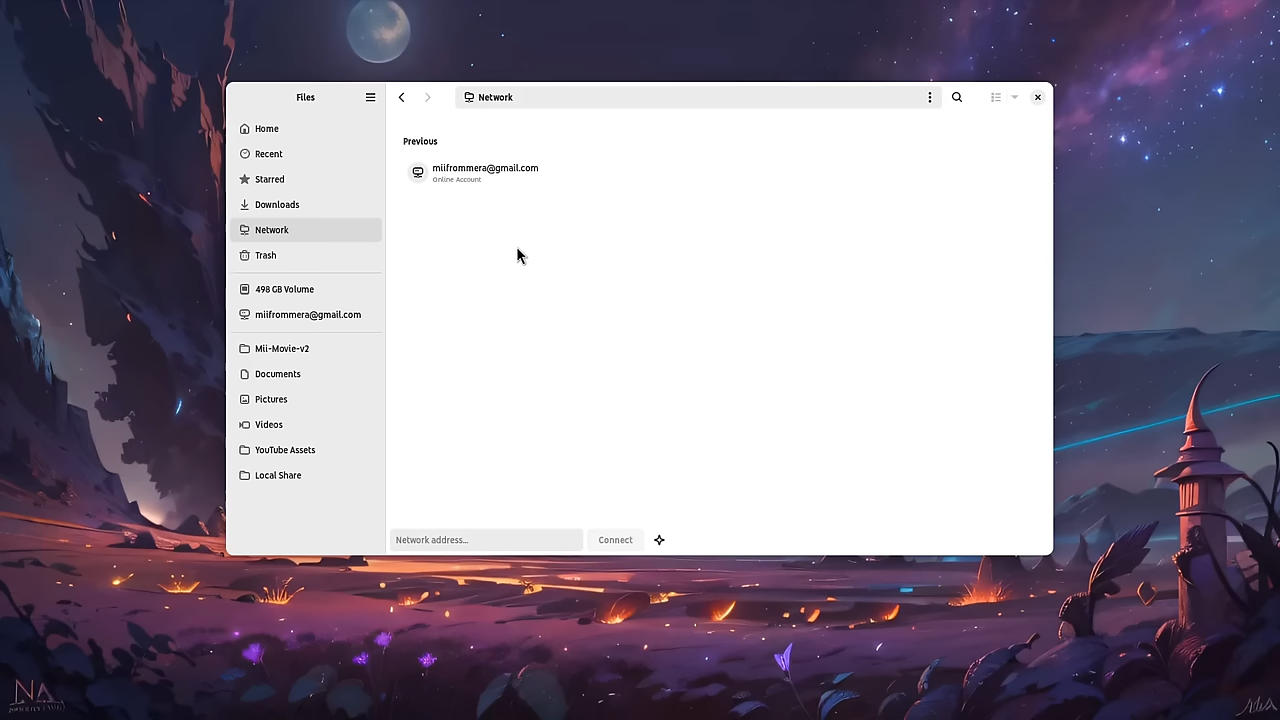 Files
Network
Home
Recent
Starred
Downloads
Network
Trash
498 GB Volume
miifrommera@gmail.com
Mii-Movie-v2
Documents
Pictures
Videos
YouTube Assets
Local Share
Previous
miifrommera@gmail.com
Online Account
Network address...
Connect
NA